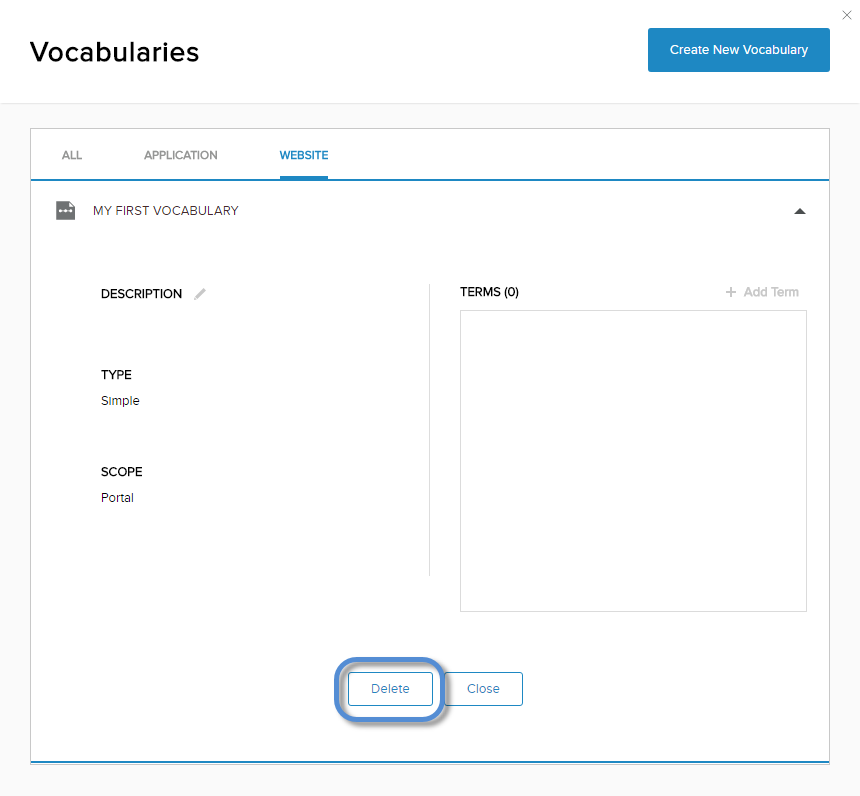 Vocabularies
Create New Vocabulary
ALL APPLICATION WEBSITE
MY FIRST VOCABULARY
DESCRIPTION
TYPE
Simple
SCOPE
Portal
TERMS (0) + Add Term
Delete Close